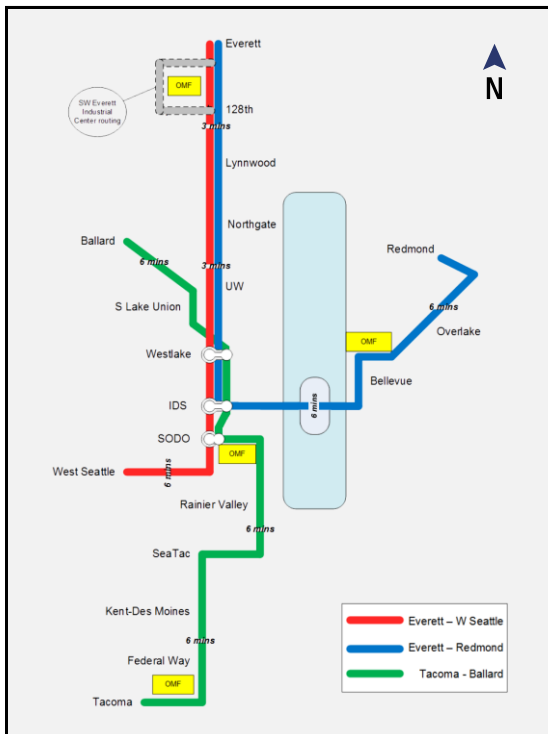 Everett
OMF
SW Everett
Industrial
Center routing
N
128th
3 mins
Lynnwood
Northgate
Ballard
6 mins
3 mins
Redmond
UW
S Lake Union
6 mins
Overlake
OMF
Westlake
Bellevue
IDS
6 mins
SODO
OMF
West Seattle
6 mins
Rainier Valley
6 mins
SeaTac
Kent-Des Moines
6 mins
Federal Way
OMF
Tacoma
Everett – W Seattle
Everett – Redmond
Tacoma - Ballard